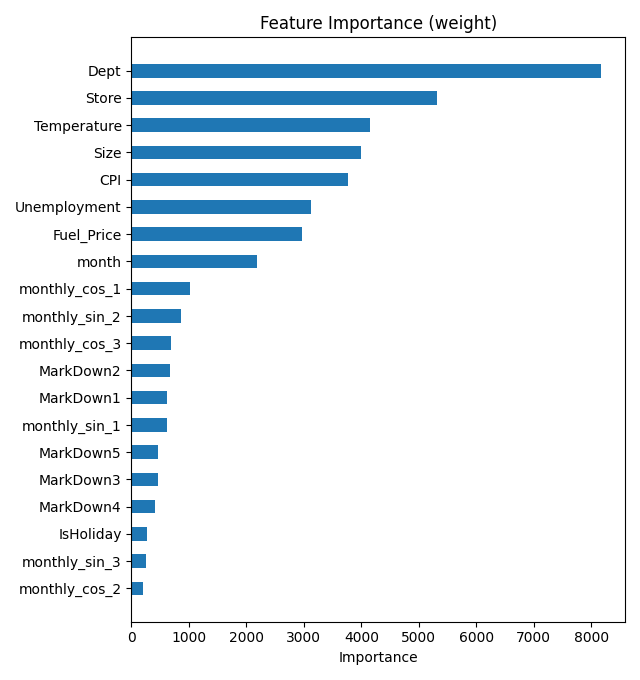 Feature Importance (weight)
Dept
Store
Temperature
Size
CPI
Unemployment
Fuel_Price
month
monthly_cos_1
monthly_sin_2
monthly_cos_3
MarkDown2
MarkDown1
monthly_sin_1
MarkDown5
MarkDown3
MarkDown4
IsHoliday
monthly_sin_3
monthly_cos_2
0 1000 2000 3000 4000 5000 6000 7000 8000
Importance